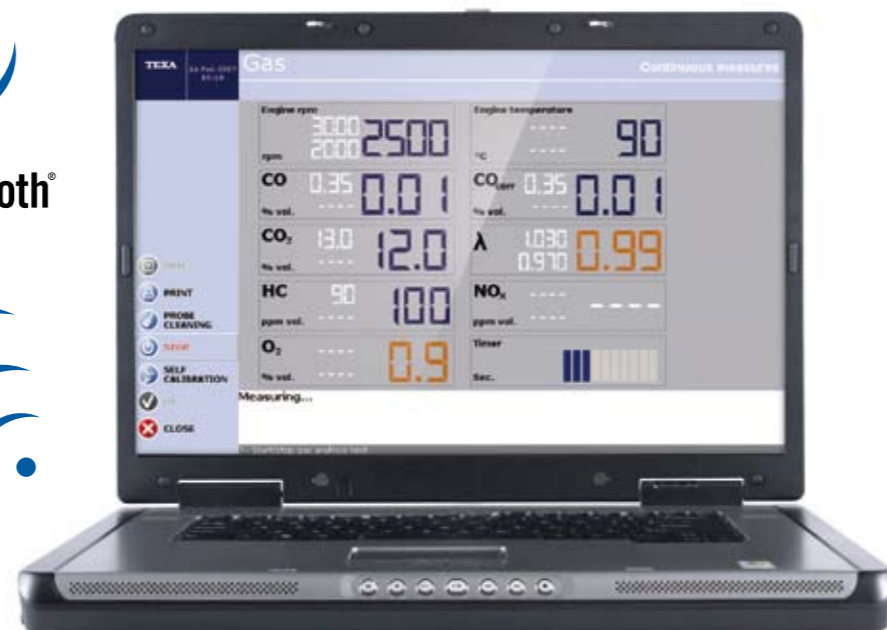 TEXA
Gas
Continuous measures
oth®
Engine rpm
3000
2000
2500
rpm
Engine temperature
----
----
90
°C
CO
0.35
----
0.01
% vol.
COcorr
0.35
----
0.01
% vol.
CO₂
13.0
----
12.0
% vol.
λ
1.030
0.970
0.99
HC
90
----
100
ppm vol.
NOx
----
----
----
ppm vol.
O₂
----
----
0.9
% vol.
Timer
Sec.
PRINT
PROBE
CLEANING
STOP
SELF
CALIBRATION
CLOSE
Measuring...